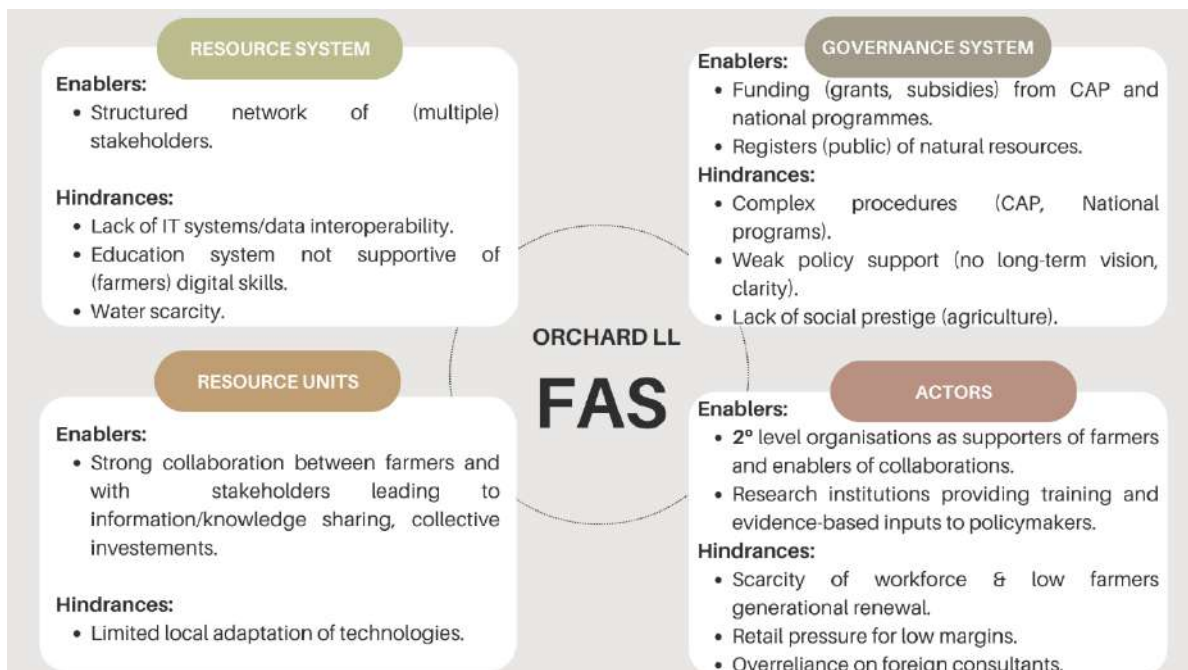 RESOURCE SYSTEM
Enablers:
• Structured network of (multiple)
stakeholders.
Hindrances:
• Lack of IT systems/data interoperability.
• Education system not supportive of
(farmers) digital skills.
• Water scarcity.
GOVERNANCE SYSTEM
Enablers:
• Funding (grants, subsidies) from CAP and
national programmes.
• Registers (public) of natural resources.
Hindrances:
• Complex procedures (CAP, National
programs).
• Weak policy support (no long-term vision,
clarity).
• Lack of social prestige (agriculture).
ORCHARD LL
FAS
RESOURCE UNITS
Enablers:
• Strong collaboration between farmers and
with stakeholders leading to
information/knowledge sharing, collective
investements.
Hindrances:
• Limited local adaptation of technologies.
ACTORS
Enablers:
• 2º level organisations as supporters of farmers
and enablers of collaborations.
• Research institutions providing training and
evidence-based inputs to policymakers.
Hindrances:
• Scarcity of workforce & low farmers
generational renewal.
• Retail pressure for low margins.
• Overreliance on foreign consultants.